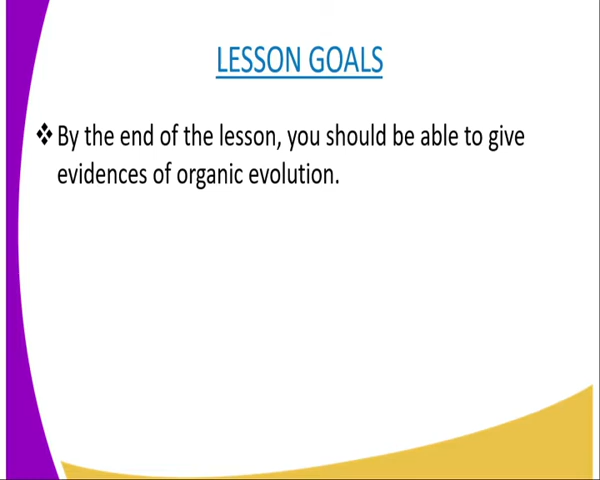 LESSON GOALS
❖ By the end of the lesson, you should be able to give
evidences of organic evolution.